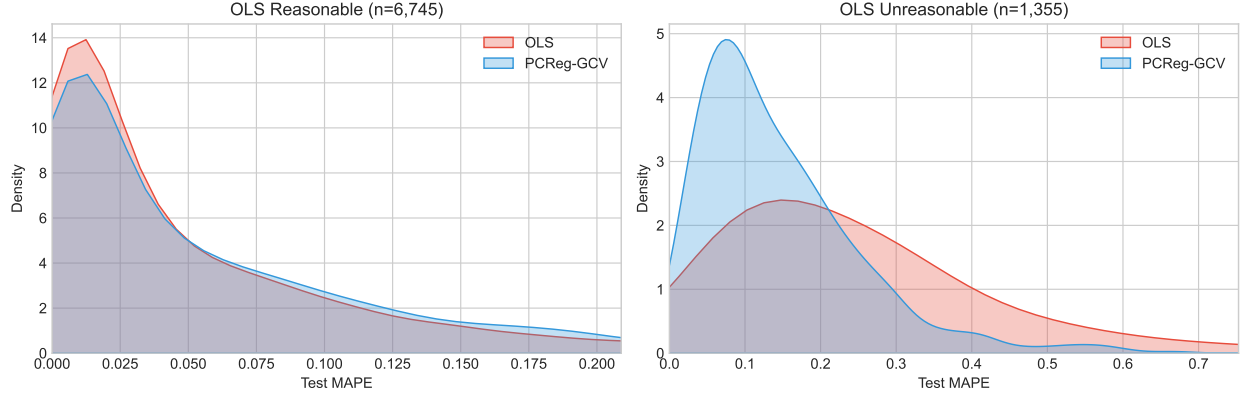 OLS Reasonable (n=6,745)
OLS
PCReg-GCV
Density
14
12
10
8
6
4
2
0
0.000 0.025 0.050 0.075 0.100 0.125 0.150 0.175 0.200
Test MAPE
OLS Unreasonable (n=1,355)
OLS
PCReg-GCV
Density
5
4
3
2
1
0
0.0 0.1 0.2 0.3 0.4 0.5 0.6 0.7
Test MAPE